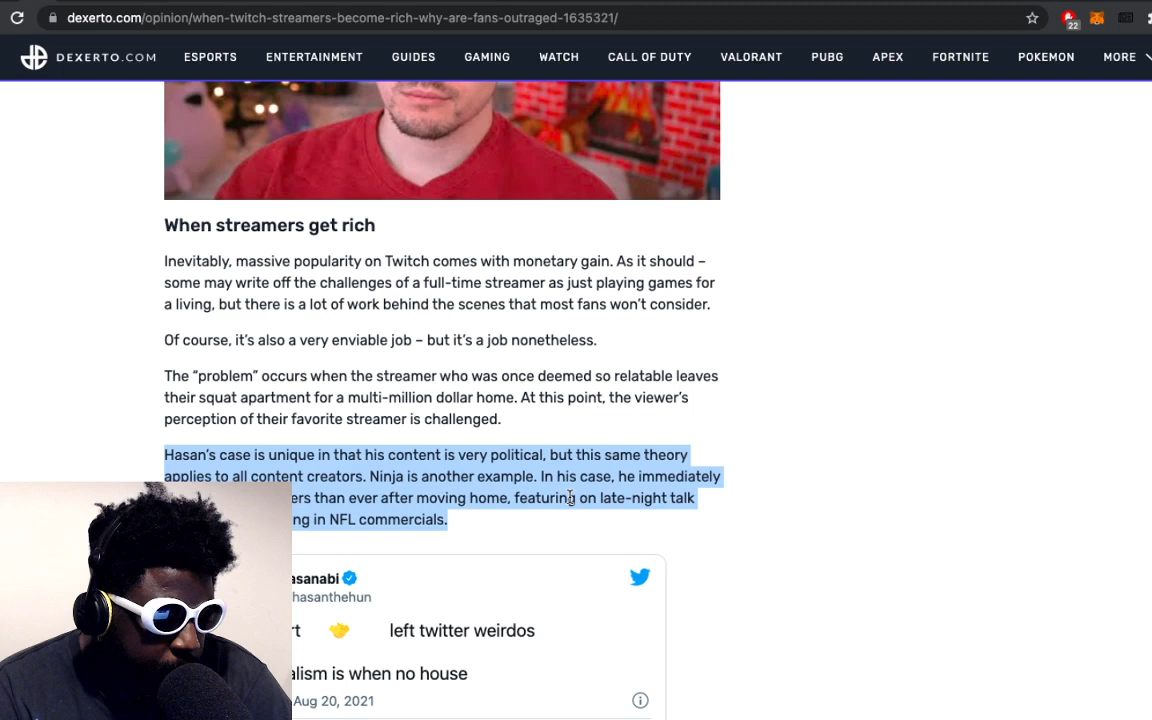 dexerto.com/opinion/when-twitch-streamers-become-rich-why-are-fans-outraged-1635321/
22
DEXERTO.COM ESPORTS ENTERTAINMENT GUIDES GAMING WATCH CALL OF DUTY VALORANT PUBG APEX FORTNITE POKEMON MORE
When streamers get rich
Inevitably, massive popularity on Twitch comes with monetary gain. As it should –
some may write off the challenges of a full-time streamer as just playing games for
a living, but there is a lot of work behind the scenes that most fans won’t consider.
Of course, it’s also a very enviable job – but it’s a job nonetheless.
The “problem” occurs when the streamer who was once deemed so relatable leaves
their squat apartment for a multi-million dollar home. At this point, the viewer’s
perception of their favorite streamer is challenged.
Hasan’s case is unique in that his content is very political, but this same theory
applies to all content creators. Ninja is another example. In his case, he immediately
ers than ever after moving home, featuring on late-night talk
ng in NFL commercials.
asanabi
hasanthehun
rt left twitter weirdos
alism is when no house
Aug 20, 2021